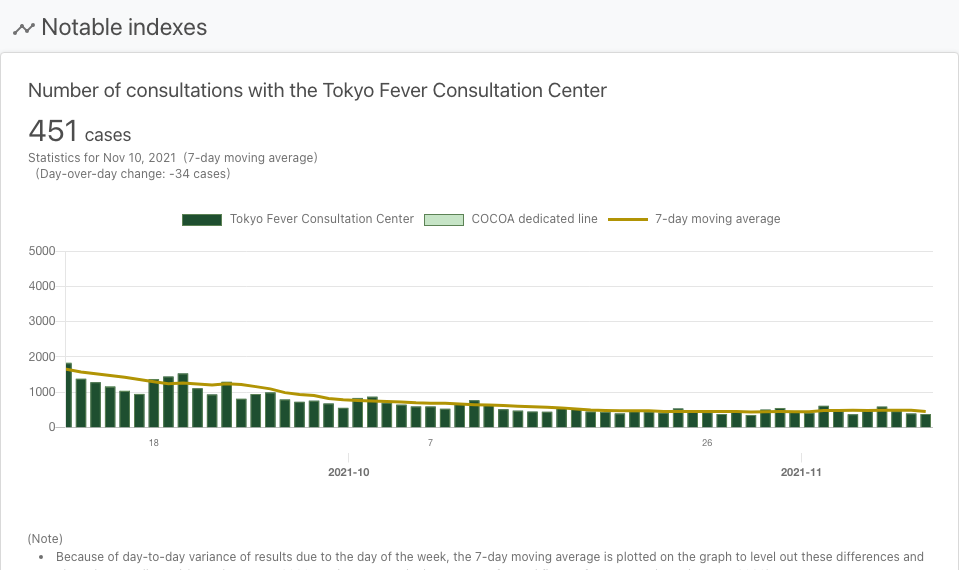 Notable indexes
Number of consultations with the Tokyo Fever Consultation Center
451 cases
Statistics for Nov 10, 2021 (7-day moving average)
(Day-over-day change: -34 cases)
Tokyo Fever Consultation Center COCOA dedicated line 7-day moving average
5000
4000
3000
2000
1000
0
18 7 26
2021-10 2021-11
(Note)
• Because of day-to-day variance of results due to the day of the week, the 7-day moving average is plotted on the graph to level out these differences and